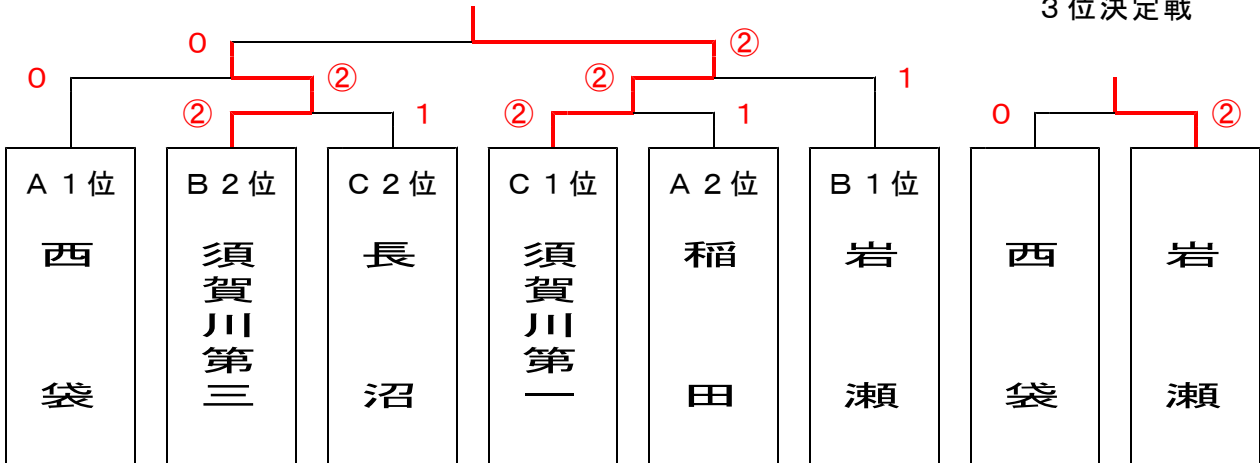 3位決定戦
0 ②
0 ② ② 1
② 1 ② 1 0 ②
A1位 B2位 C2位 C1位 A2位 B1位
西袋
須賀川第三
長沼
須賀川第一
稲田
岩瀬
西袋
岩瀬